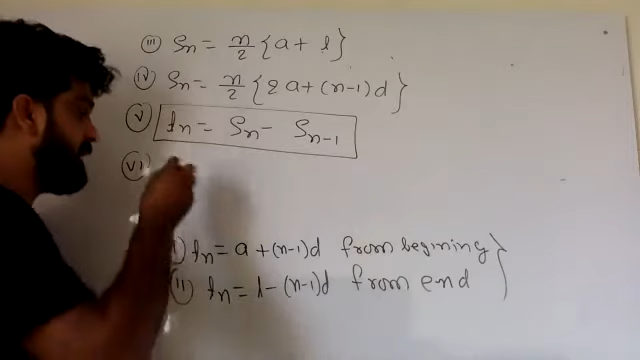 (iii) Sn = n/2 {a + l}
(iv) Sn = n/2 {2a + (n-1)d}
(v) tn = Sn - Sn-1
(vi)
) tn = a + (n-1)d from begining
(ii) tn = l - (n-1)d from end }